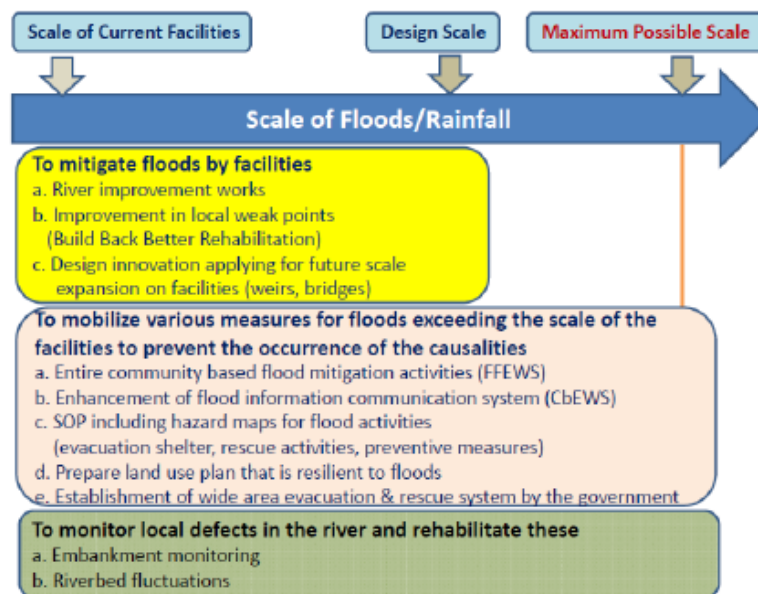 Scale of Current Facilities
Design Scale
Maximum Possible Scale
Scale of Floods/Rainfall
To mitigate floods by facilities
a. River improvement works
b. Improvement in local weak points
(Build Back Better Rehabilitation)
c. Design innovation applying for future scale
expansion on facilities (weirs, bridges)
To mobilize various measures for floods exceeding the scale of the
facilities to prevent the occurrence of the causalities
a. Entire community based flood mitigation activities (FFEWS)
b. Enhancement of flood information communication system (CbEWS)
c. SOP including hazard maps for flood activities
(evacuation shelter, rescue activities, preventive measures)
d. Prepare land use plan that is resilient to floods
e. Establishment of wide area evacuation & rescue system by the government
To monitor local defects in the river and rehabilitate these
a. Embankment monitoring
b. Riverbed fluctuations